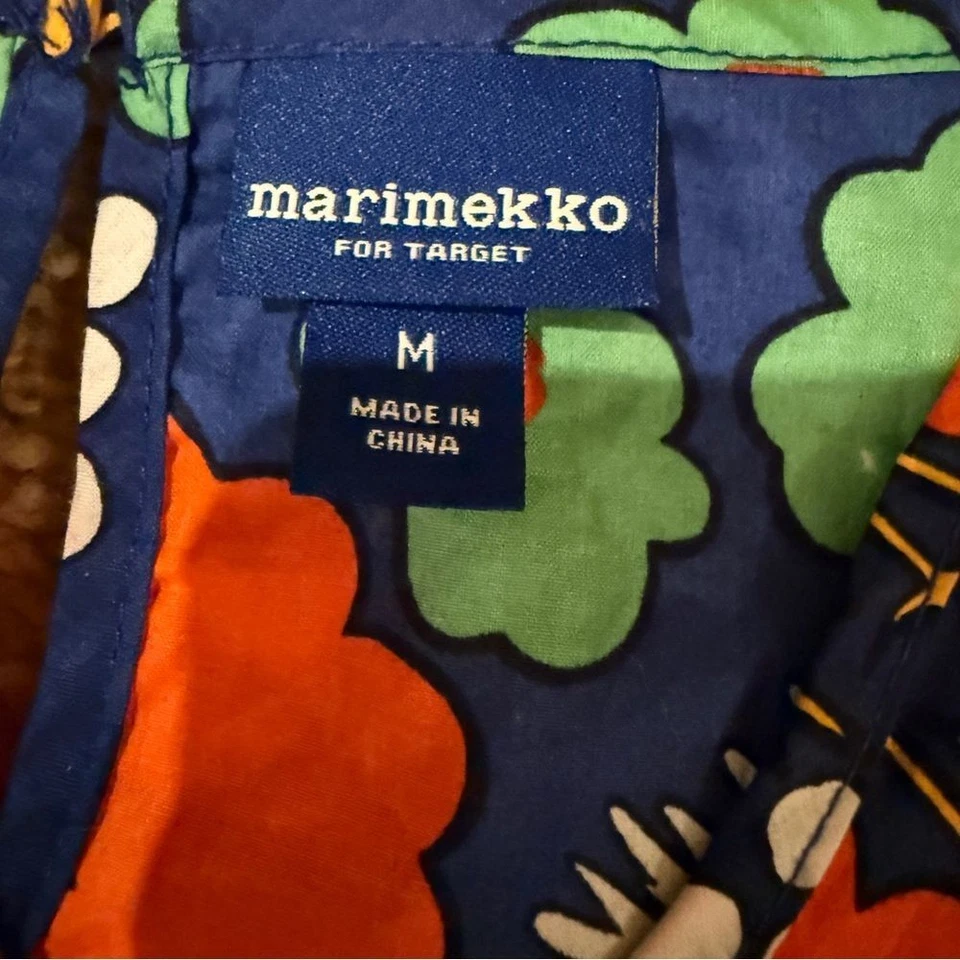 marimekko
FOR TARGET
M
MADE IN
CHINA